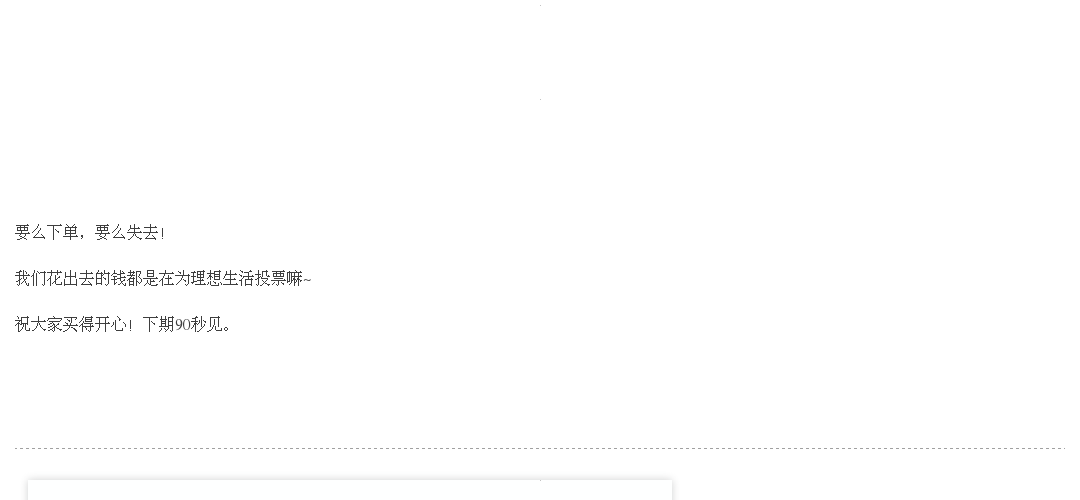 要么下单，要么失去！
我们花出去的钱都是在为理想生活投票嘛~
祝大家买得开心！下期90秒见。